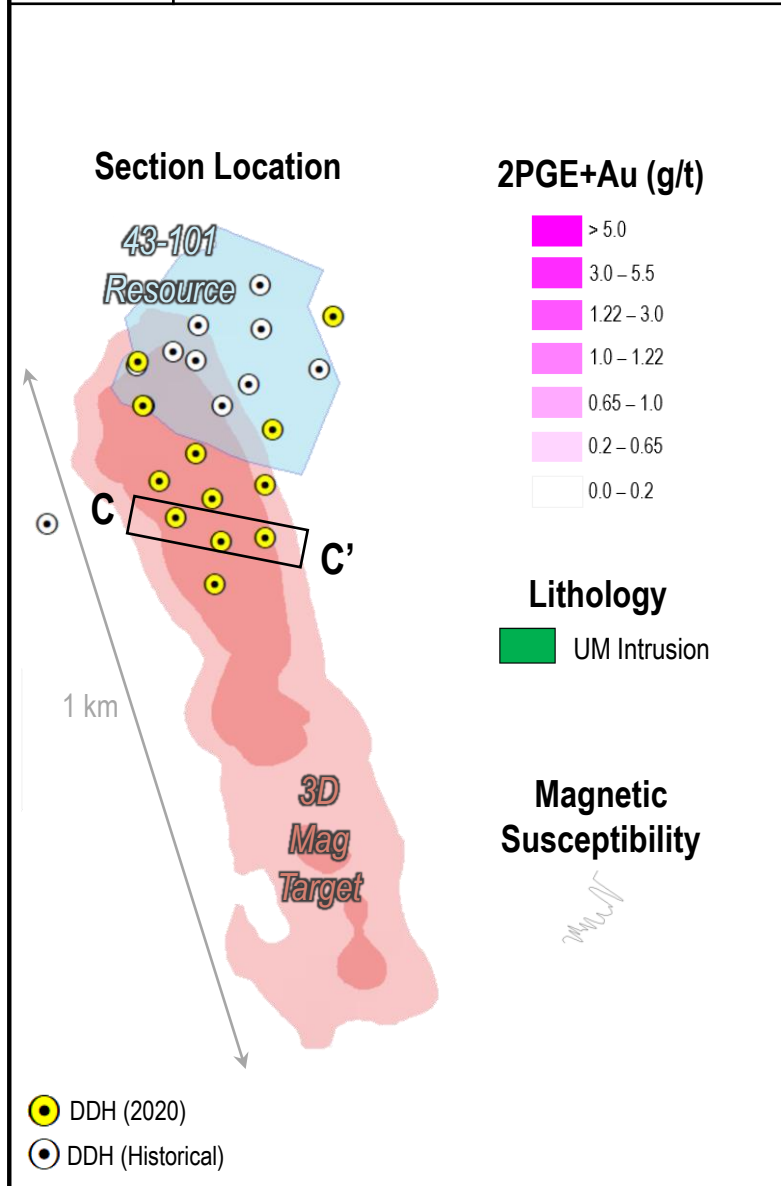 Section Location
43-101
Resource
C
C'
1 km
3D
Mag
Target
DDH (2020)
DDH (Historical)
2PGE+Au (g/t)
> 5.0
3.0 – 5.5
1.22 – 3.0
1.0 – 1.22
0.65 – 1.0
0.2 – 0.65
0.0 – 0.2
Lithology
UM Intrusion
Magnetic
Susceptibility